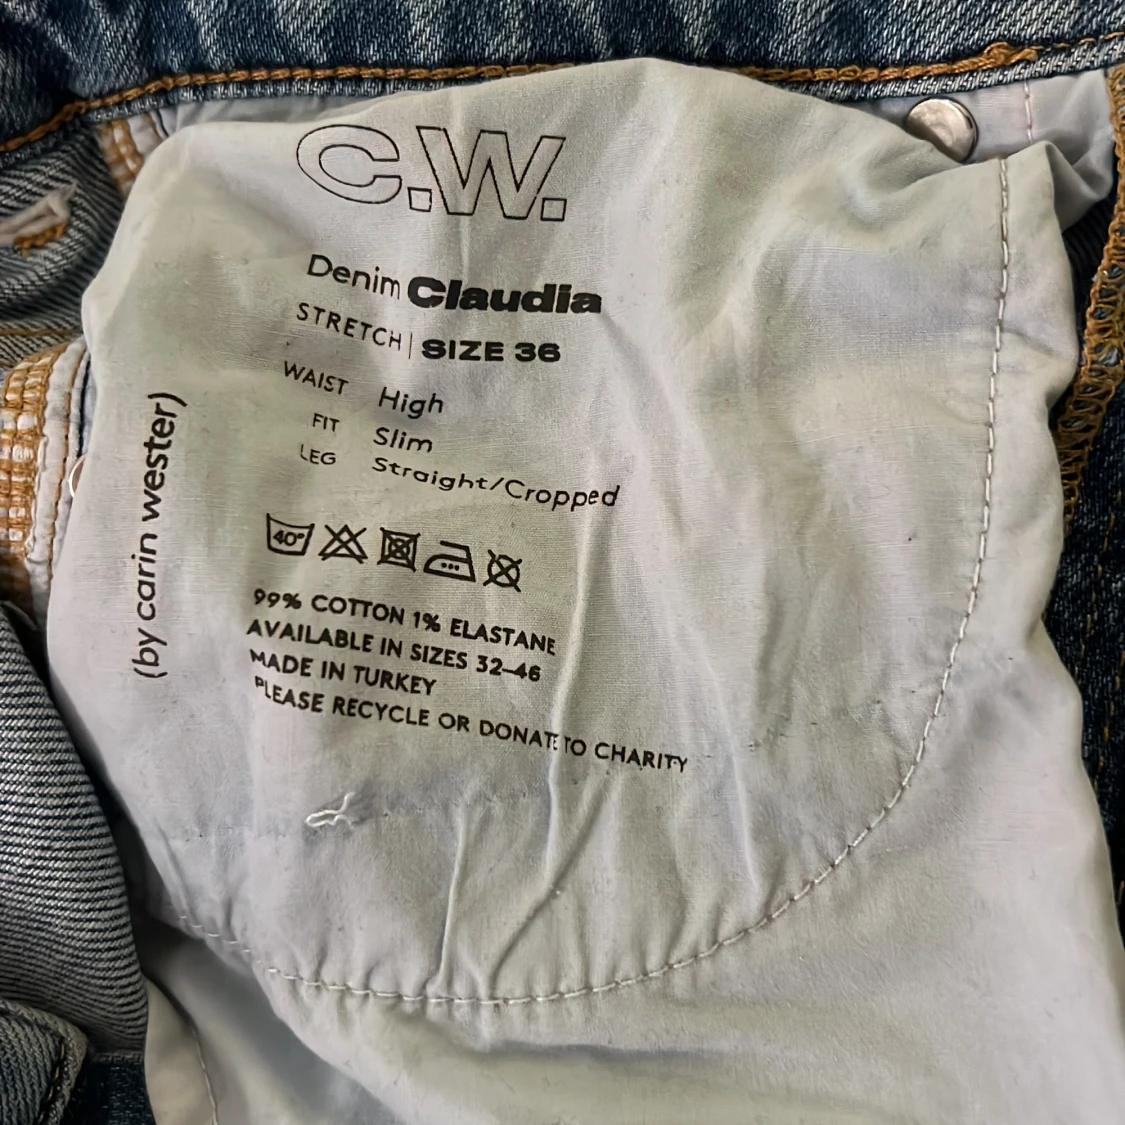 C.W.
Denim Claudia
STRETCH | SIZE 36
WAIST High
FIT Slim
LEG Straight/Cropped
40°
99% COTTON 1% ELASTANE
AVAILABLE IN SIZES 32–46
MADE IN TURKEY
PLEASE RECYCLE OR DONATE TO CHARITY
(by carin wester)